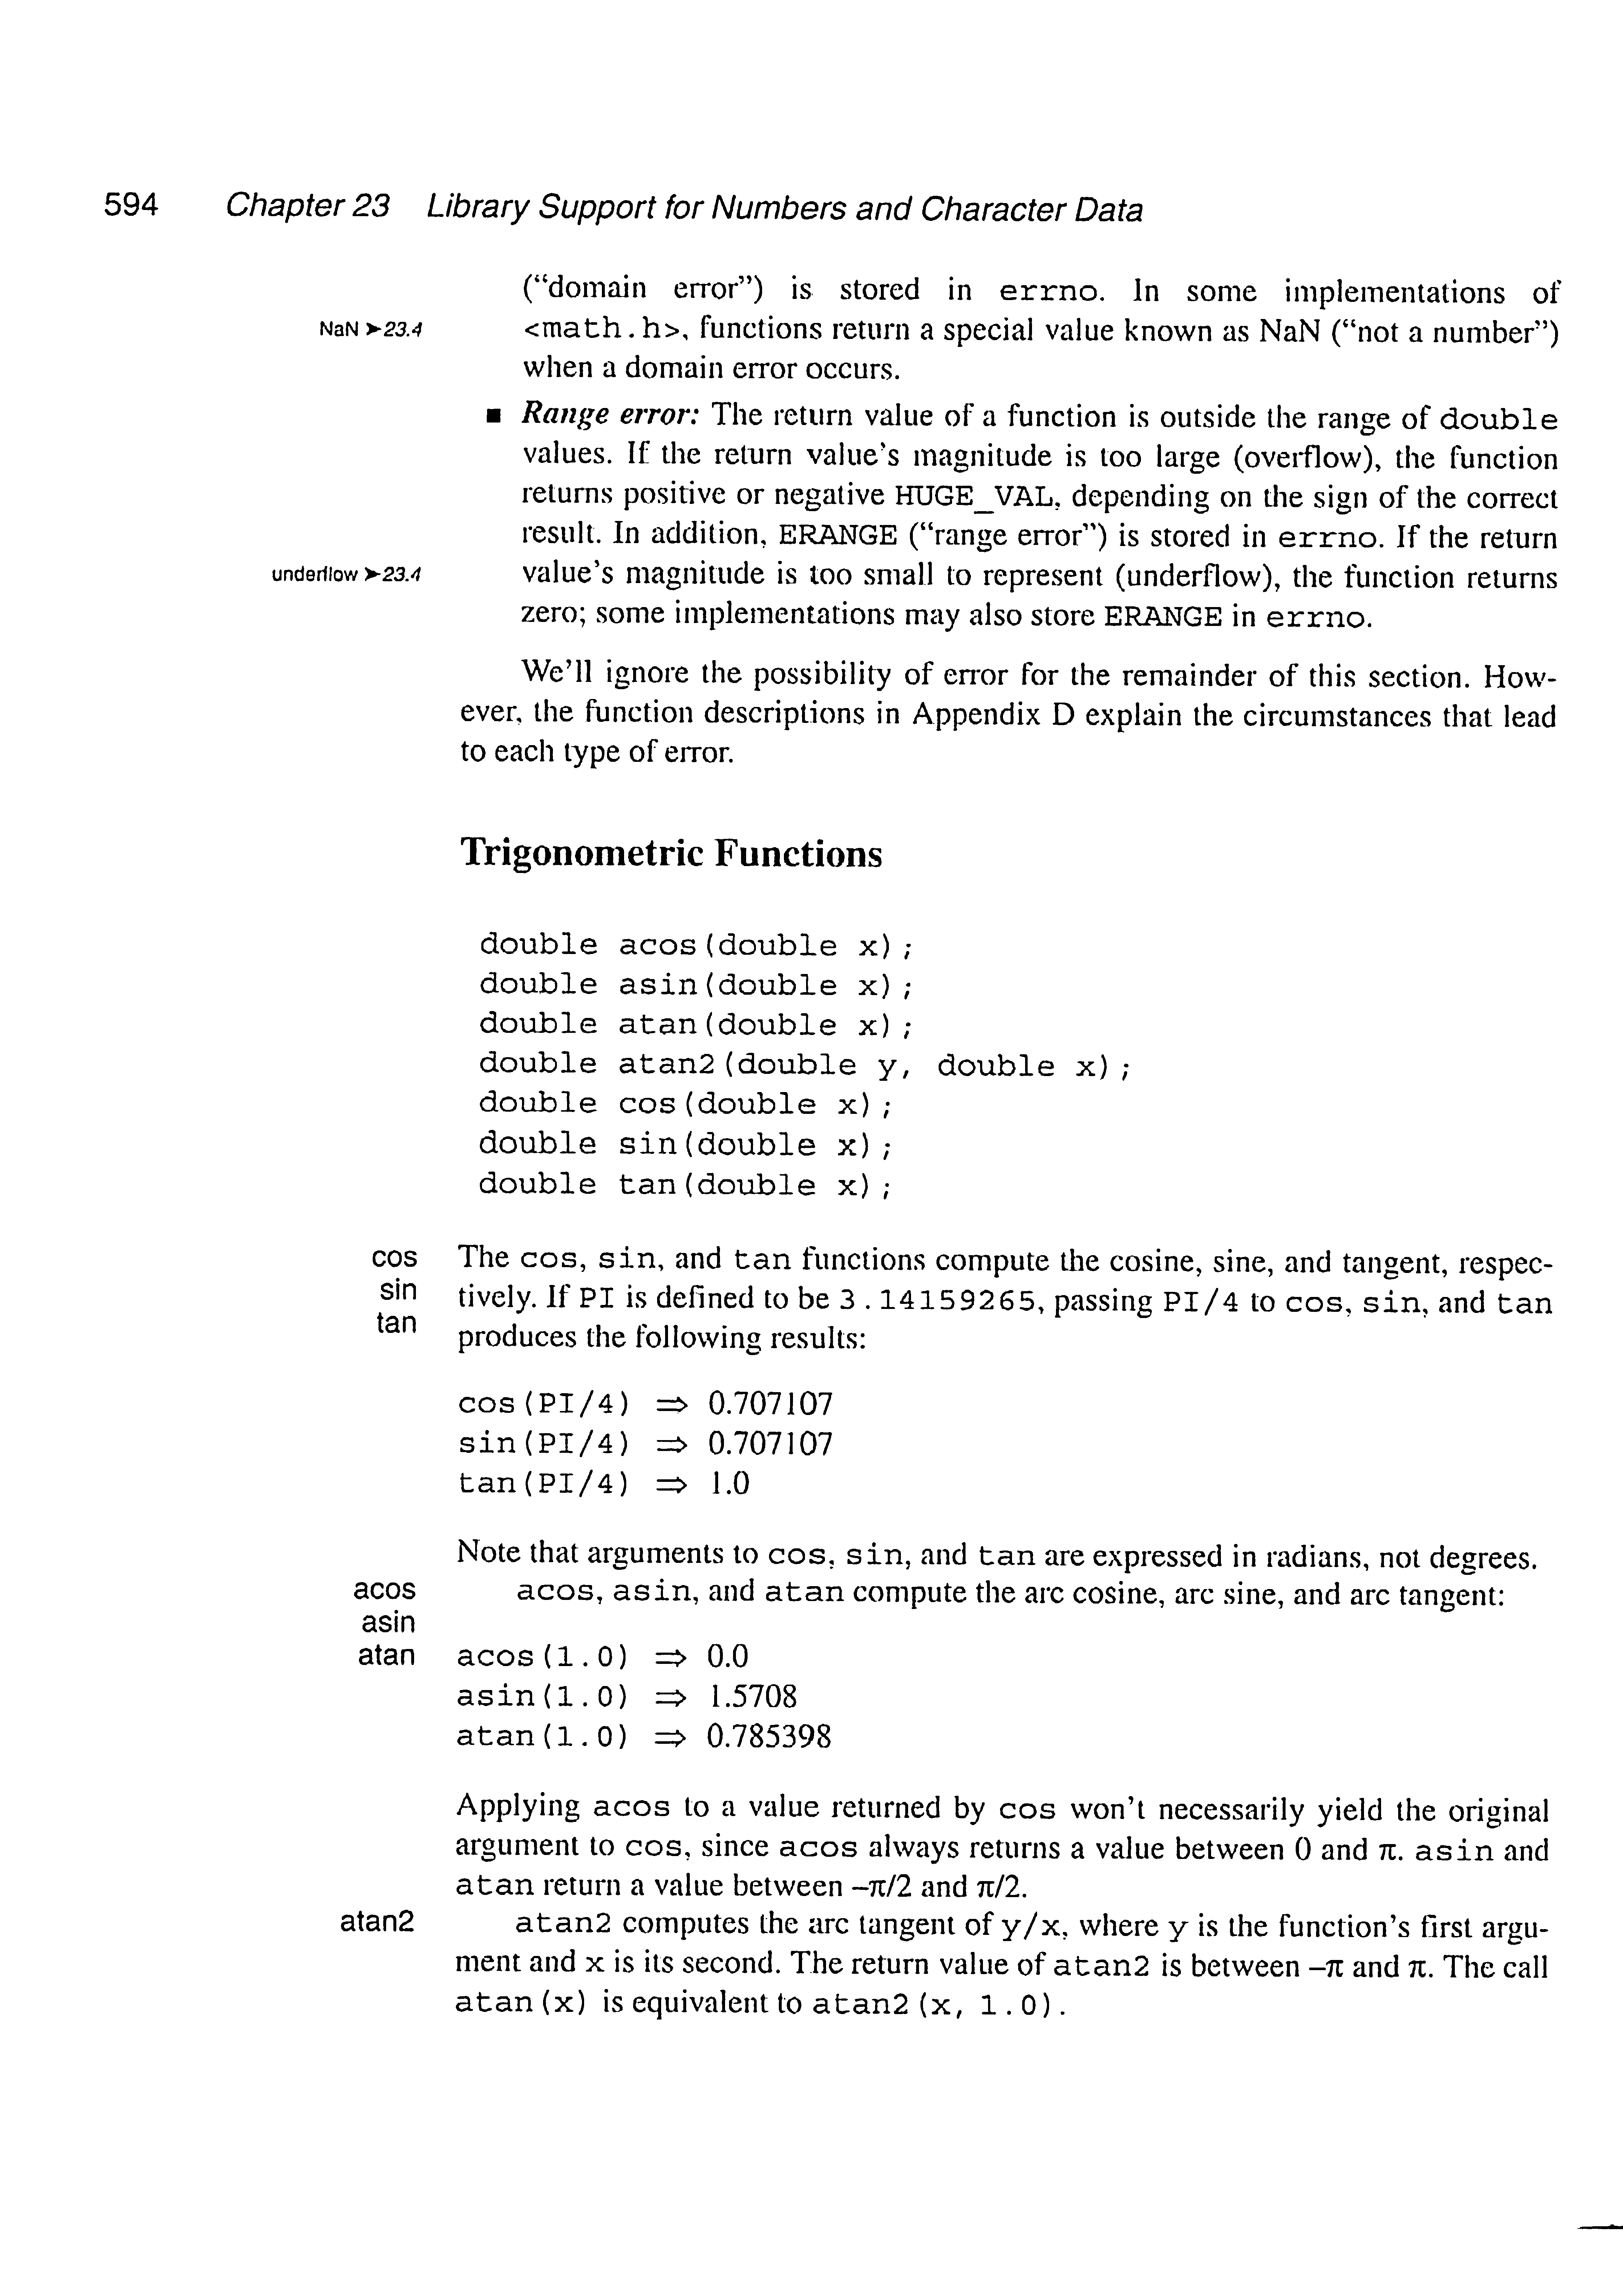 594 Chapter 23 Library Support for Numbers and Character Data
(“domain error”) is stored in errno. In some implementations of
NaN ➤23.4 <math.h>, functions return a special value known as NaN (“not a number”)
when a domain error occurs.
■ Range error: The return value of a function is outside the range of double
values. If the return value’s magnitude is too large (overflow), the function
returns positive or negative HUGE_VAL, depending on the sign of the correct
result. In addition, ERANGE (“range error”) is stored in errno. If the return
underflow ➤23.4 value’s magnitude is too small to represent (underflow), the function returns
zero; some implementations may also store ERANGE in errno.
We’ll ignore the possibility of error for the remainder of this section. How-
ever, the function descriptions in Appendix D explain the circumstances that lead
to each type of error.
Trigonometric Functions
double acos(double x);
double asin(double x);
double atan(double x);
double atan2(double y, double x);
double cos(double x);
double sin(double x);
double tan(double x);
cos The cos, sin, and tan functions compute the cosine, sine, and tangent, respec-
sin tively. If PI is defined to be 3.14159265, passing PI/4 to cos, sin, and tan
tan produces the following results:
cos(PI/4) ⇒ 0.707107
sin(PI/4) ⇒ 0.707107
tan(PI/4) ⇒ 1.0
Note that arguments to cos, sin, and tan are expressed in radians, not degrees.
acos acos, asin, and atan compute the arc cosine, arc sine, and arc tangent:
asin
atan acos(1.0) ⇒ 0.0
asin(1.0) ⇒ 1.5708
atan(1.0) ⇒ 0.785398
Applying acos to a value returned by cos won’t necessarily yield the original
argument to cos, since acos always returns a value between 0 and π. asin and
atan return a value between –π/2 and π/2.
atan2 atan2 computes the arc tangent of y/x, where y is the function’s first argu-
ment and x is its second. The return value of atan2 is between –π and π. The call
atan(x) is equivalent to atan2(x, 1.0).